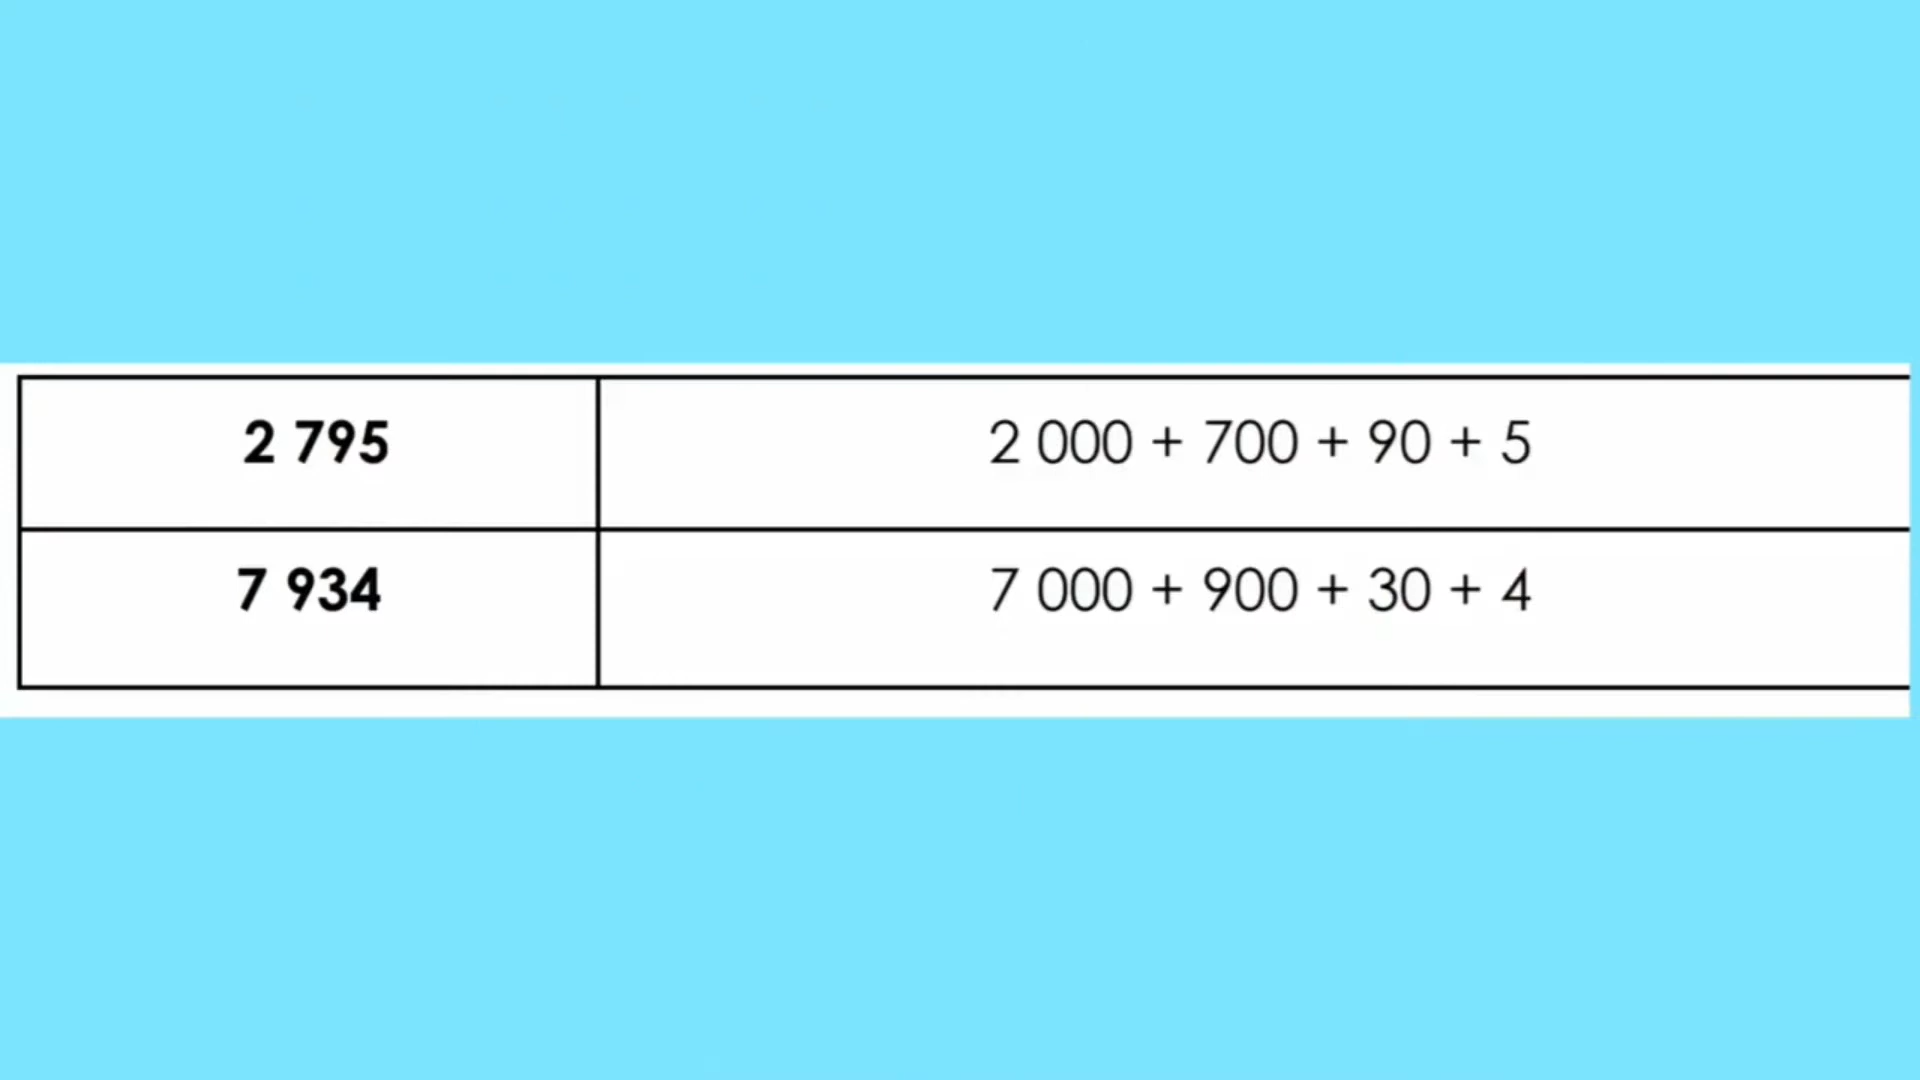 2 795 2 000 + 700 + 90 + 5
7 934 7 000 + 900 + 30 + 4